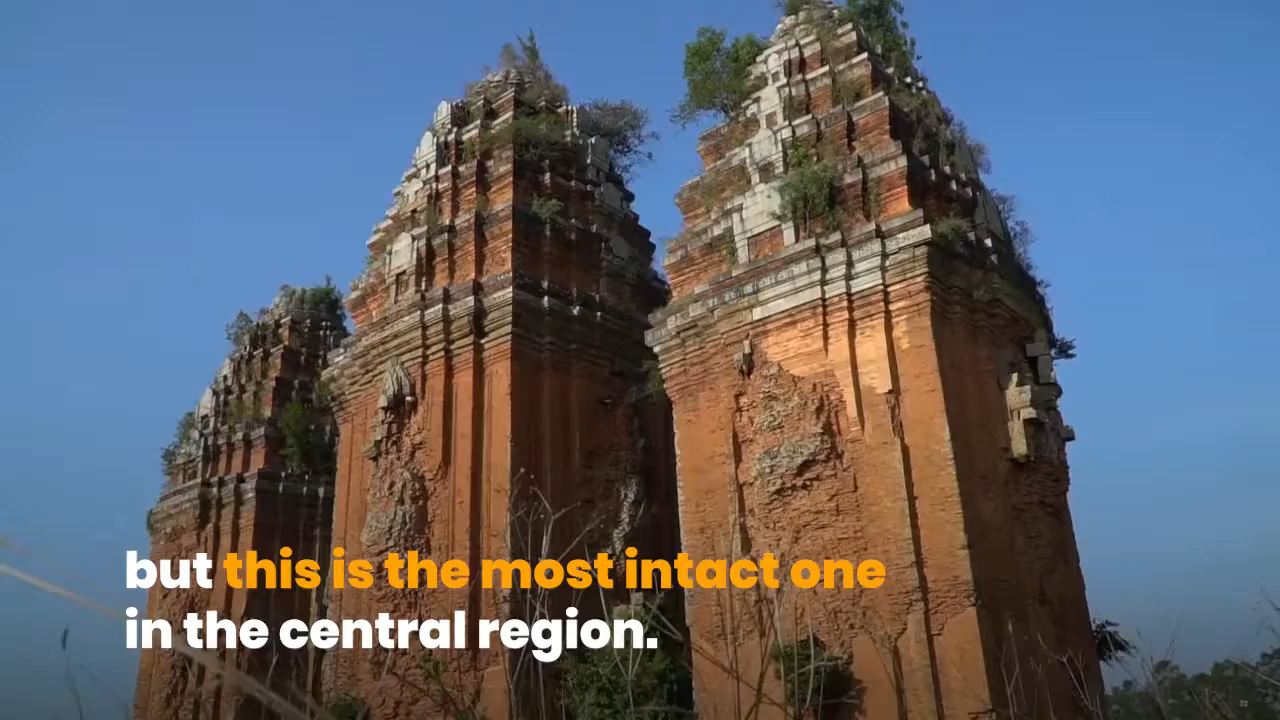 but this is the most intact one
in the central region.